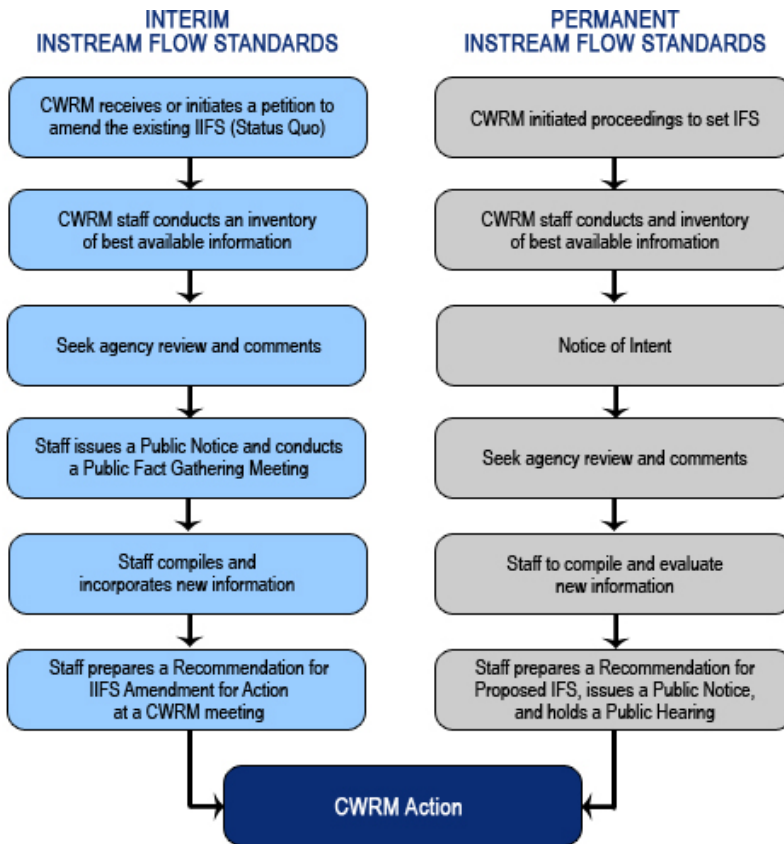 INTERIM
INSTREAM FLOW STANDARDS
CWRM receives or initiates a petition to
amend the existing IIFS (Status Quo)
CWRM staff conducts an inventory
of best available information
Seek agency review and comments
Staff issues a Public Notice and conducts
a Public Fact Gathering Meeting
Staff compiles and
incorporates new information
Staff prepares a Recommendation for
IIFS Amendment for Action
at a CWRM meeting
PERMANENT
INSTREAM FLOW STANDARDS
CWRM initiated proceedings to set IFS
CWRM staff conducts and inventory
of best available infromation
Notice of Intent
Seek agency review and comments
Staff to compile and evaluate
new information
Staff prepares a Recommendation for
Proposed IFS, issues a Public Notice,
and holds a Public Hearing
CWRM Action